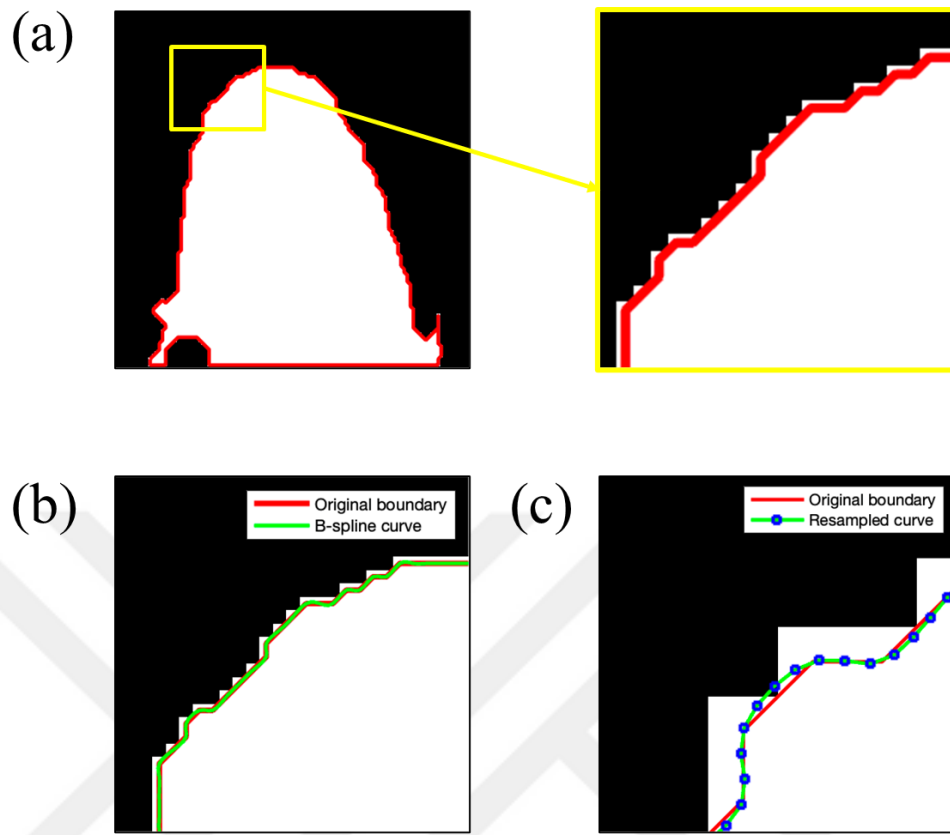 (a)
(b)
Original boundary
B-spline curve
(c)
Original boundary
Resampled curve